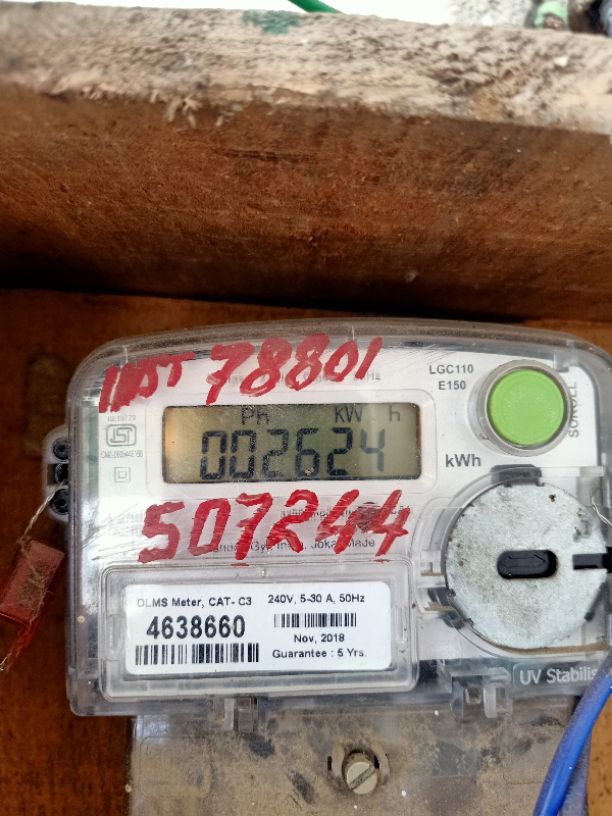 INST 78801
LGC110
E150
SCROLL
Ph KW h
002624
kWh
507244
DLMS Meter, CAT- C3 240V, 5-30 A, 50Hz
4638660
Nov, 2018
Guarantee : 5 Yrs.
UV Stabilis